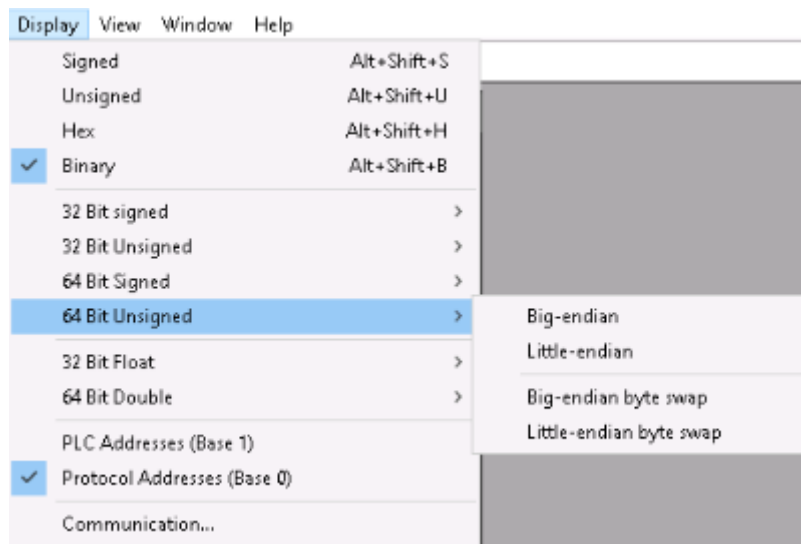 Display View Window Help
Signed Alt+Shift+S
Unsigned Alt+Shift+U
Hex Alt+Shift+H
Binary Alt+Shift+B
32 Bit signed
32 Bit Unsigned
64 Bit Signed
64 Bit Unsigned
32 Bit Float
64 Bit Double
PLC Addresses (Base 1)
Protocol Addresses (Base 0)
Communication...
Big-endian
Little-endian
Big-endian byte swap
Little-endian byte swap